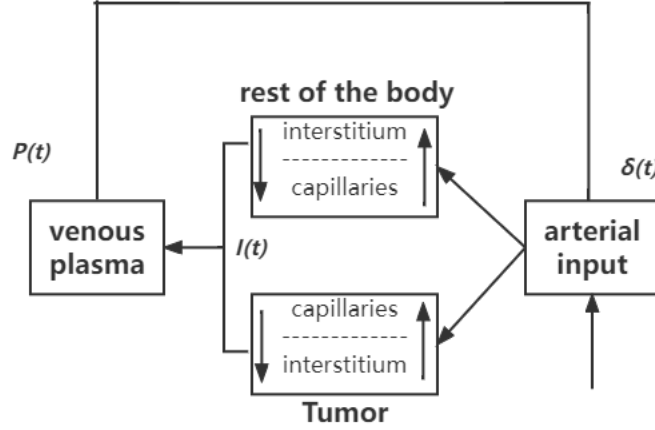 rest of the body
interstitium
------------------
capillaries
P(t)
δ(t)
venous
plasma
I(t)
arterial
input
capillaries
------------------
interstitium
Tumor